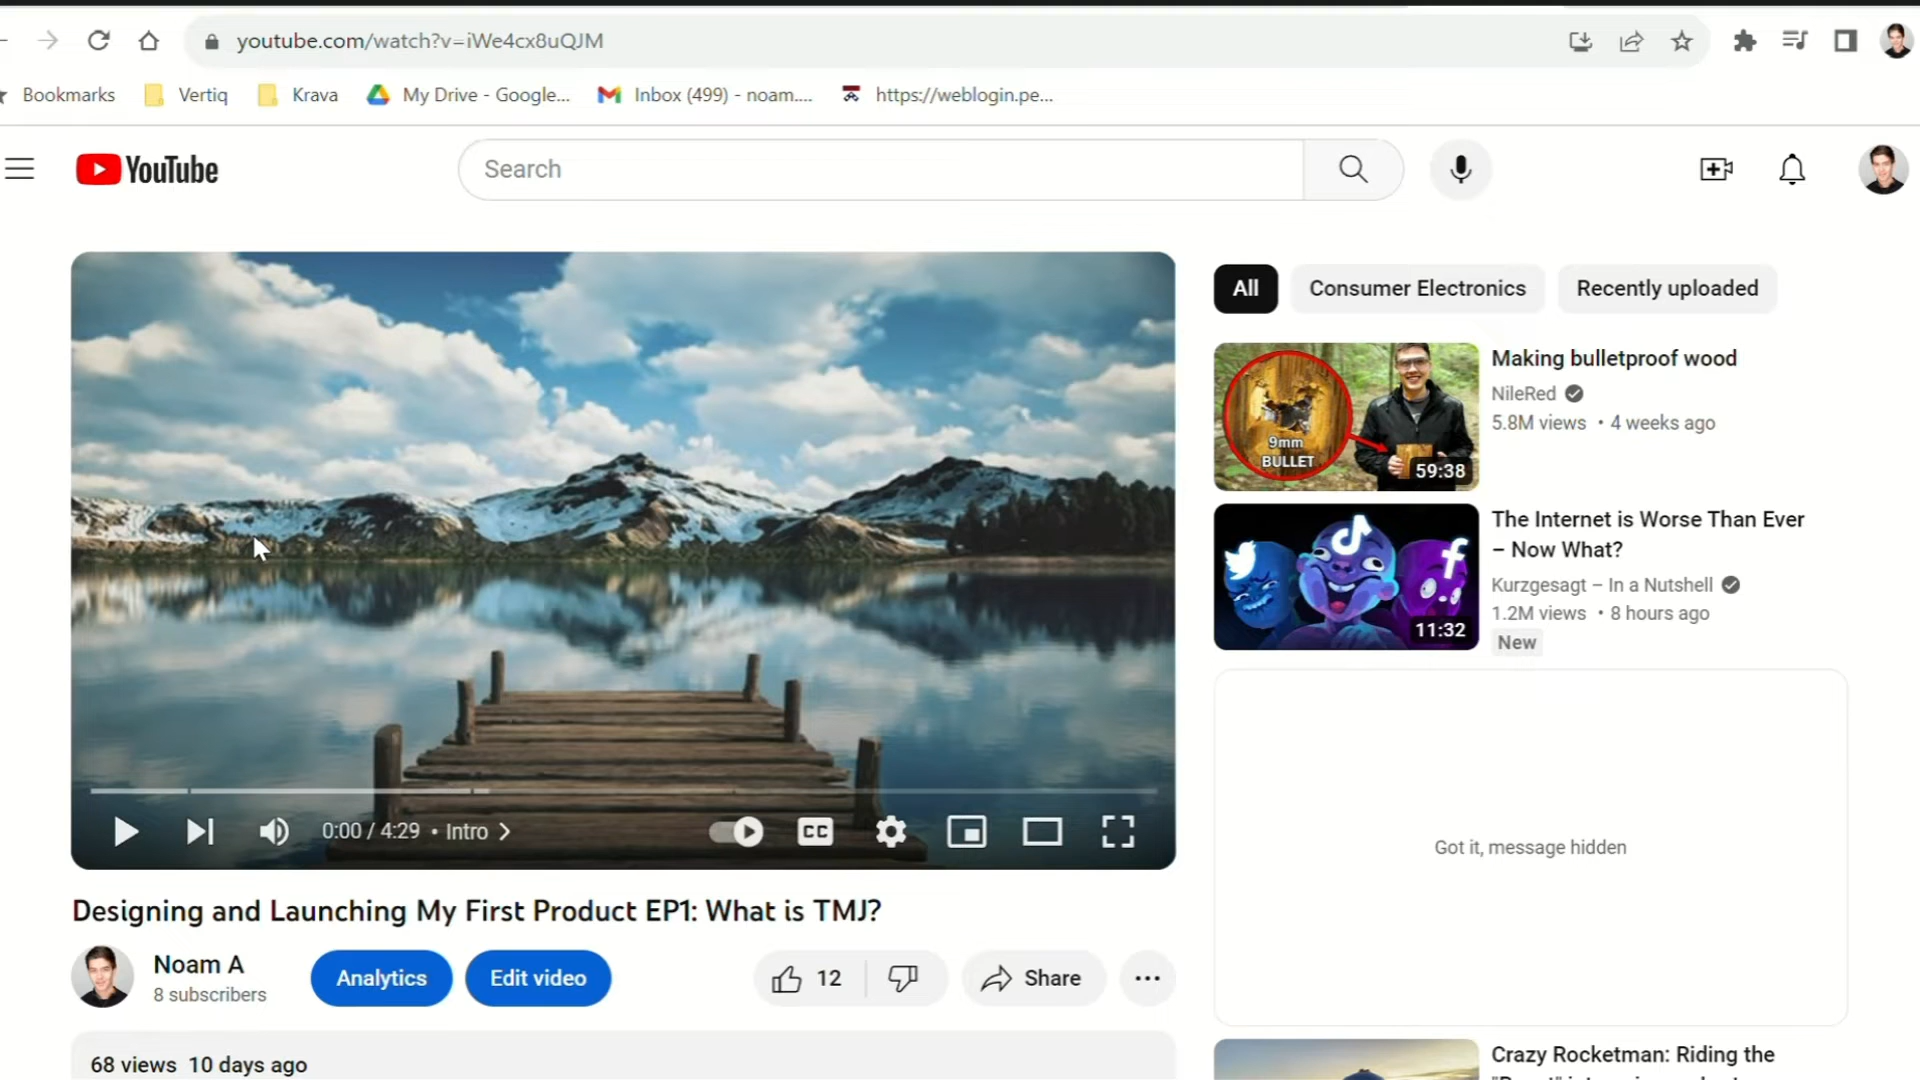 youtube.com/watch?v=iWe4cx8uQJM
Bookmarks Vertiq Krava My Drive - Google... Inbox (499) - noam.... https://weblogin.pe...
YouTube Search
All Consumer Electronics Recently uploaded
9mm
BULLET
59:38
Making bulletproof wood
NileRed
5.8M views • 4 weeks ago
11:32
The Internet is Worse Than Ever
– Now What?
Kurzgesagt – In a Nutshell
1.2M views • 8 hours ago
New
Got it, message hidden
0:00 / 4:29 • Intro
CC
Designing and Launching My First Product EP1: What is TMJ?
Noam A
8 subscribers
Analytics Edit video 12 Share
68 views 10 days ago
Crazy Rocketman: Riding the